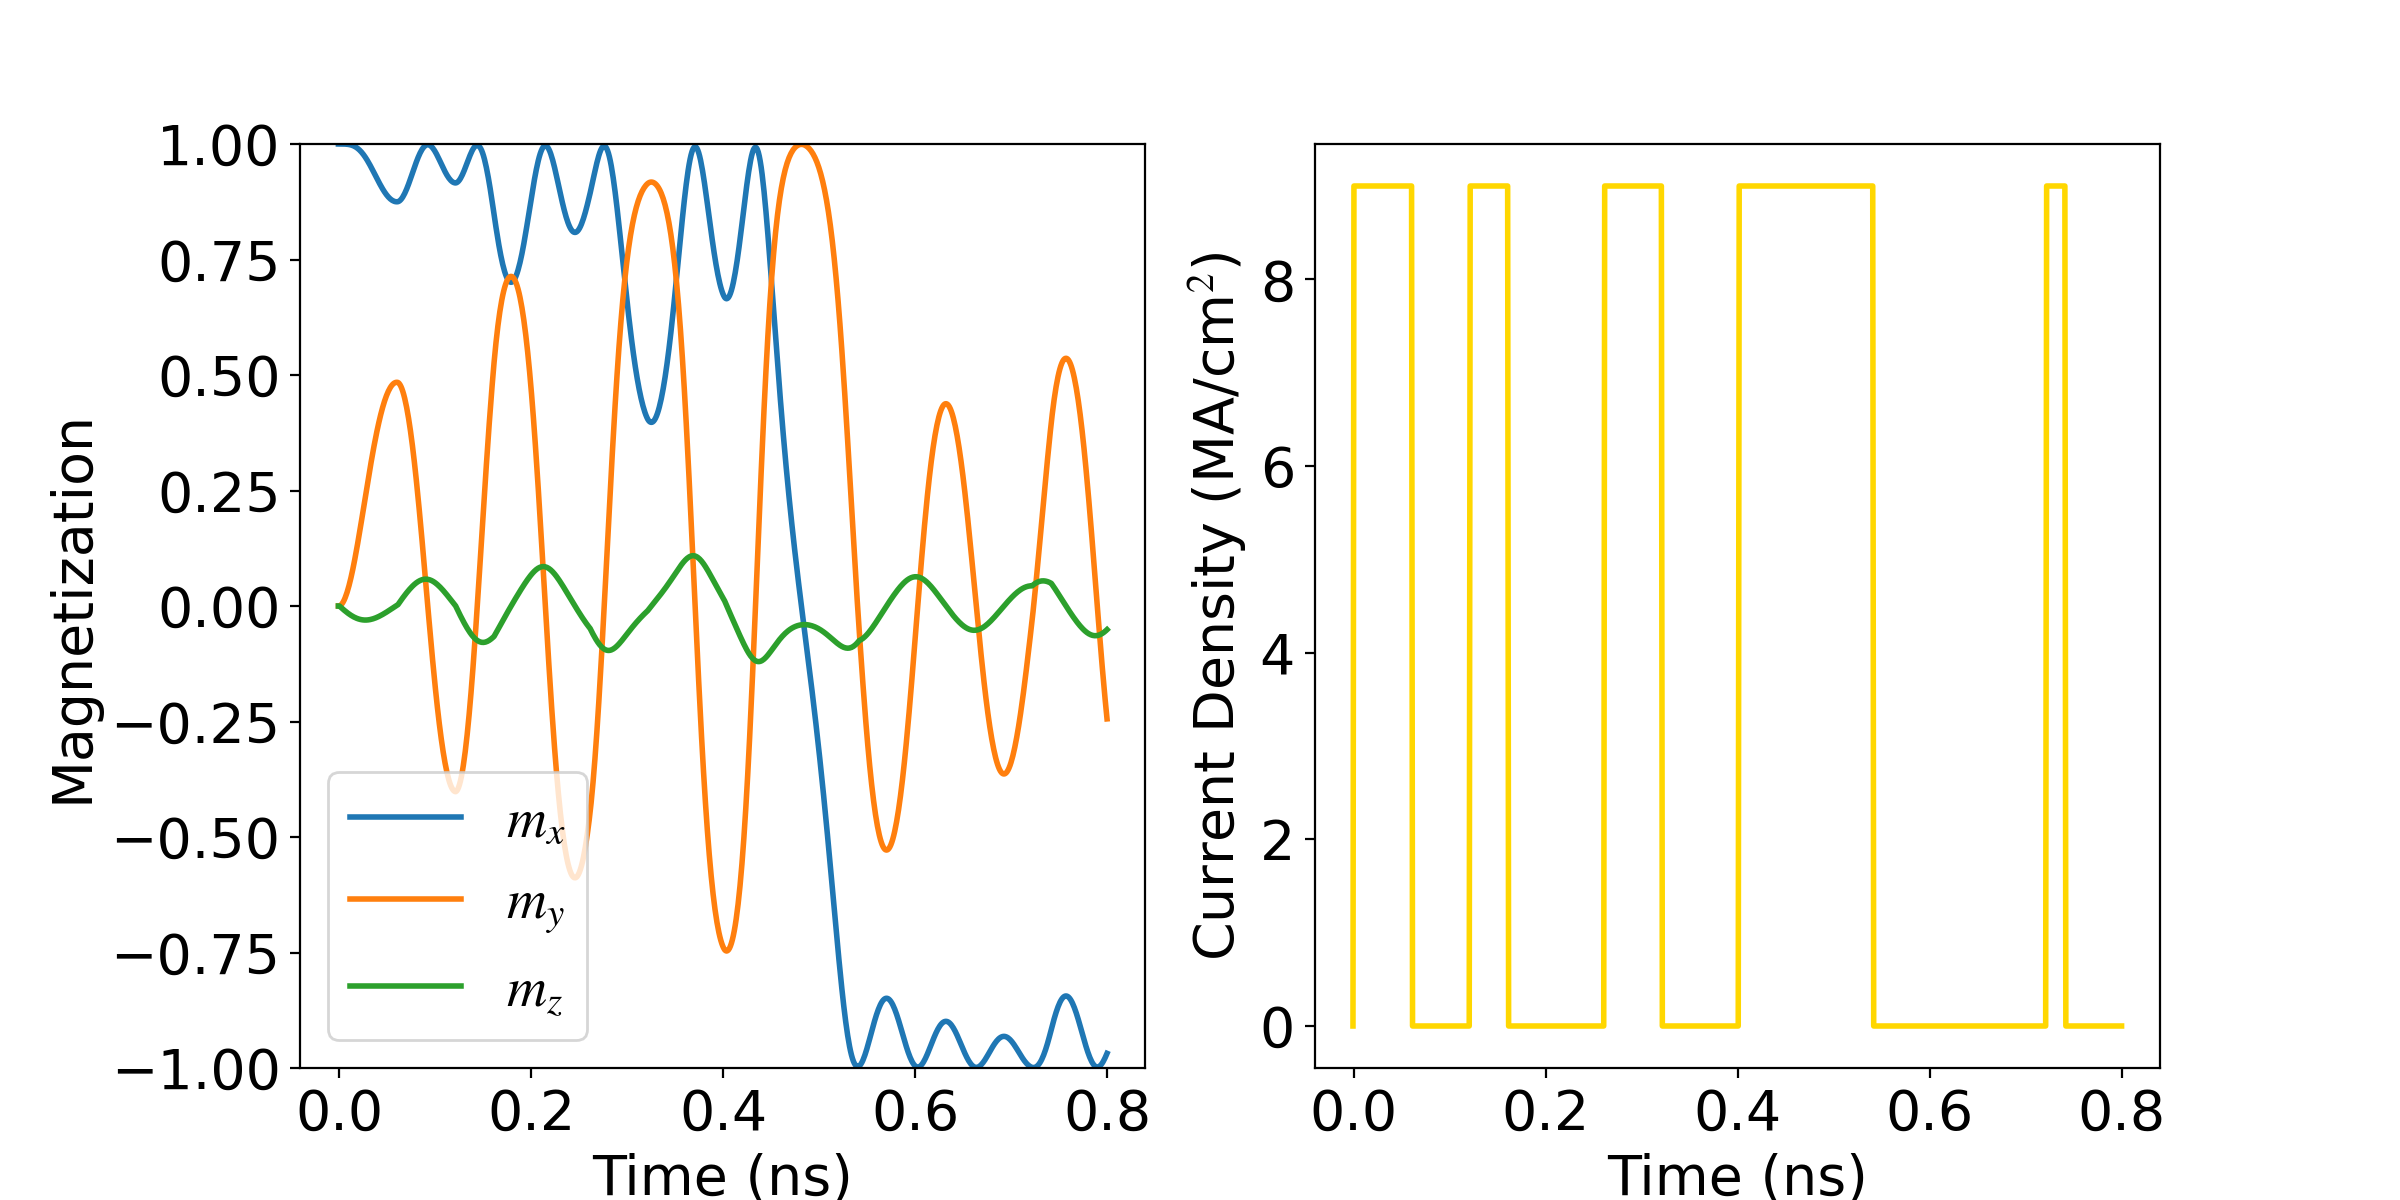 1.00
0.75
0.50
0.25
0.00
−0.25
−0.50
−0.75
−1.00
Magnetization
m_x
m_y
m_z
0.0 0.2 0.4 0.6 0.8
Time (ns)
8
6
4
2
0
Current Density (MA/cm²)
0.0 0.2 0.4 0.6 0.8
Time (ns)